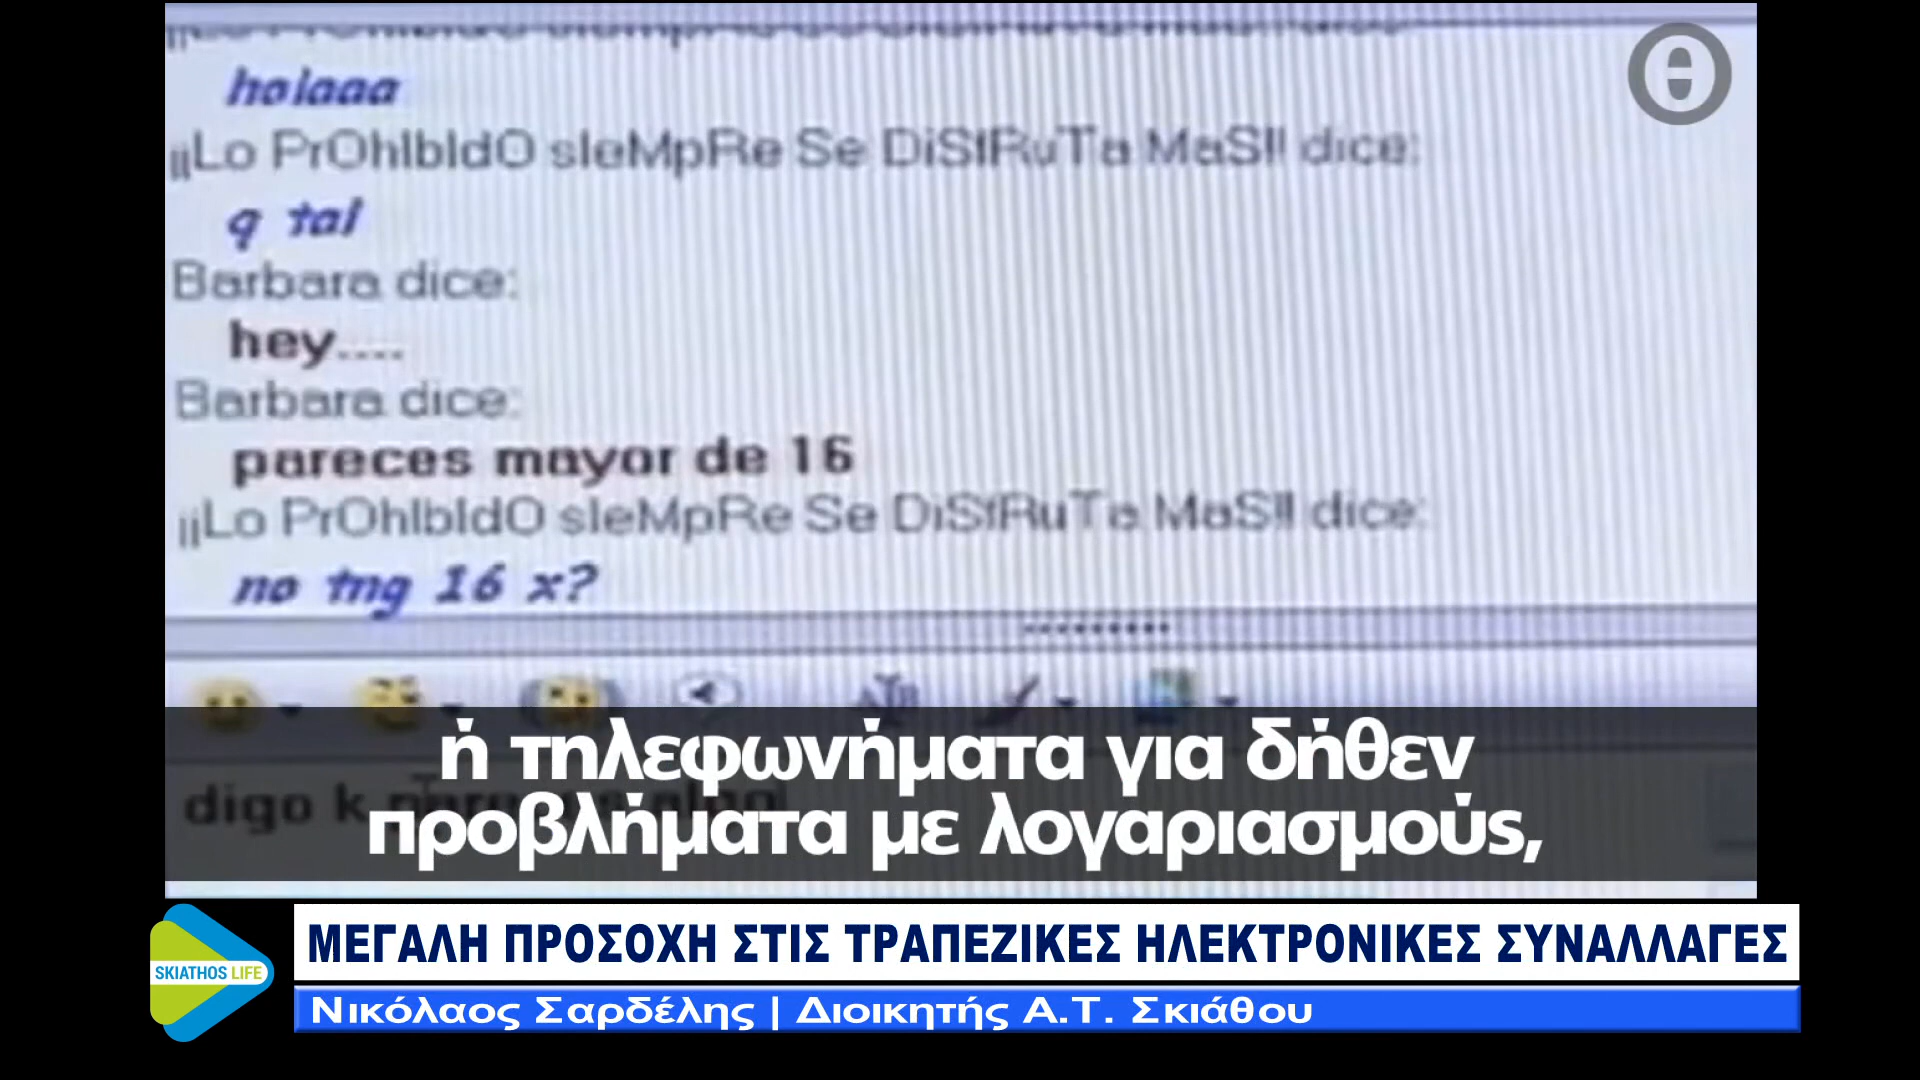 holaaa
¡¡Lo PrOhIbIdO sIeMpRe Se DiSfRuTa MaS!! dice:
q tal
Barbara dice:
hey....
Barbara dice:
pareces mayor de 16
¡¡Lo PrOhIbIdO sIeMpRe Se DiSfRuTa MaS!! dice:
no tng 16 x?
digo k
ή τηλεφωνήματα για δήθεν
προβλήματα με λογαριασμούς,
SKIATHOS LIFE
ΜΕΓΑΛΗ ΠΡΟΣΟΧΗ ΣΤΙΣ ΤΡΑΠΕΖΙΚΕΣ ΗΛΕΚΤΡΟΝΙΚΕΣ ΣΥΝΑΛΛΑΓΕΣ
Νικόλαος Σαρδέλης | Διοικητής Α.Τ. Σκιάθου